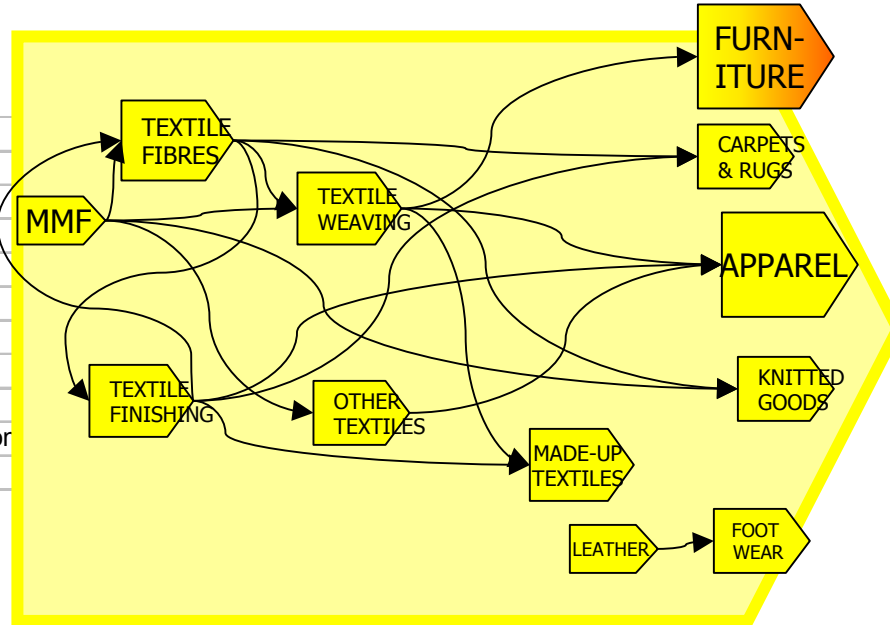 FURN-
ITURE
TEXTILE
FIBRES
CARPETS
& RUGS
MMF
TEXTILE
WEAVING
APPAREL
TEXTILE
FINISHING
OTHER
TEXTILES
KNITTED
GOODS
or
MADE-UP
TEXTILES
LEATHER
FOOT
WEAR